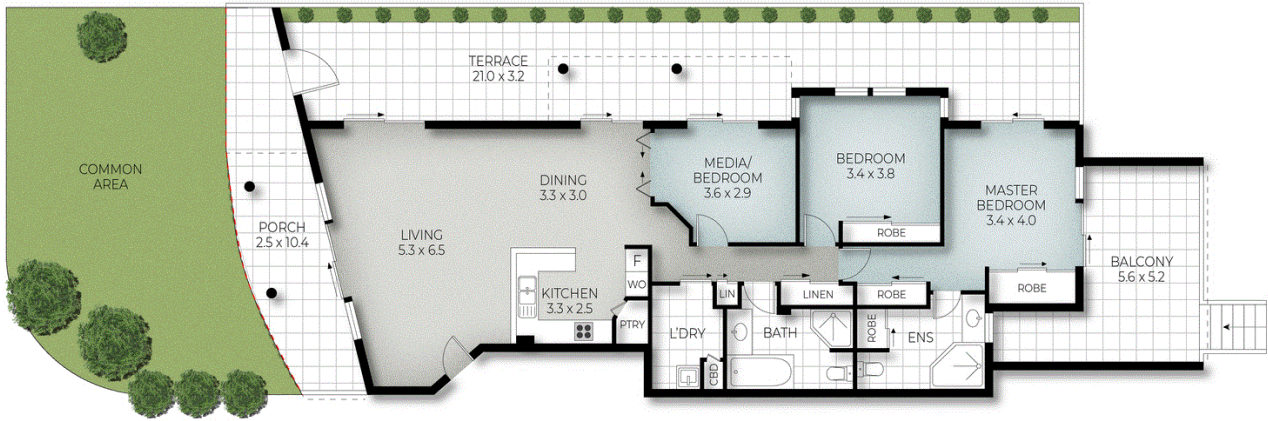 TERRACE
21.0 x 3.2
COMMON
AREA
PORCH
2.5 x 10.4
LIVING
5.3 x 6.5
DINING
3.3 x 3.0
MEDIA/
BEDROOM
3.6 x 2.9
BEDROOM
3.4 x 3.8
ROBE
MASTER
BEDROOM
3.4 x 4.0
ROBE
BALCONY
5.6 x 5.2
KITCHEN
3.3 x 2.5
F
WO
PTRY
L'DRY
CBD
LIN
LINEN
BATH
ROBE
ROBE
ENS